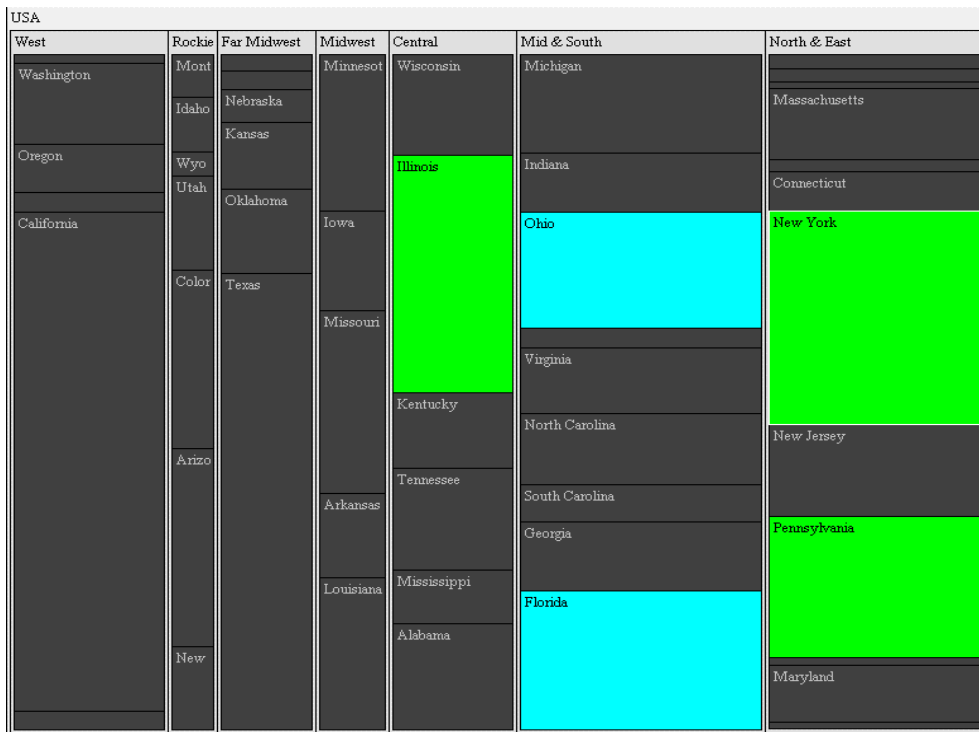 USA
West
Washington
Oregon
California
Rockie
Mont
Idaho
Wyo
Utah
Color
Arizo
New
Far Midwest
Nebraska
Kansas
Oklahoma
Texas
Midwest
Minnesot
Iowa
Missouri
Arkansas
Louisiana
Central
Wisconsin
Illinois
Kentucky
Tennessee
Mississippi
Alabama
Mid & South
Michigan
Indiana
Ohio
Virginia
North Carolina
South Carolina
Georgia
Florida
North & East
Massachusetts
Connecticut
New York
New Jersey
Pennsylvania
Maryland